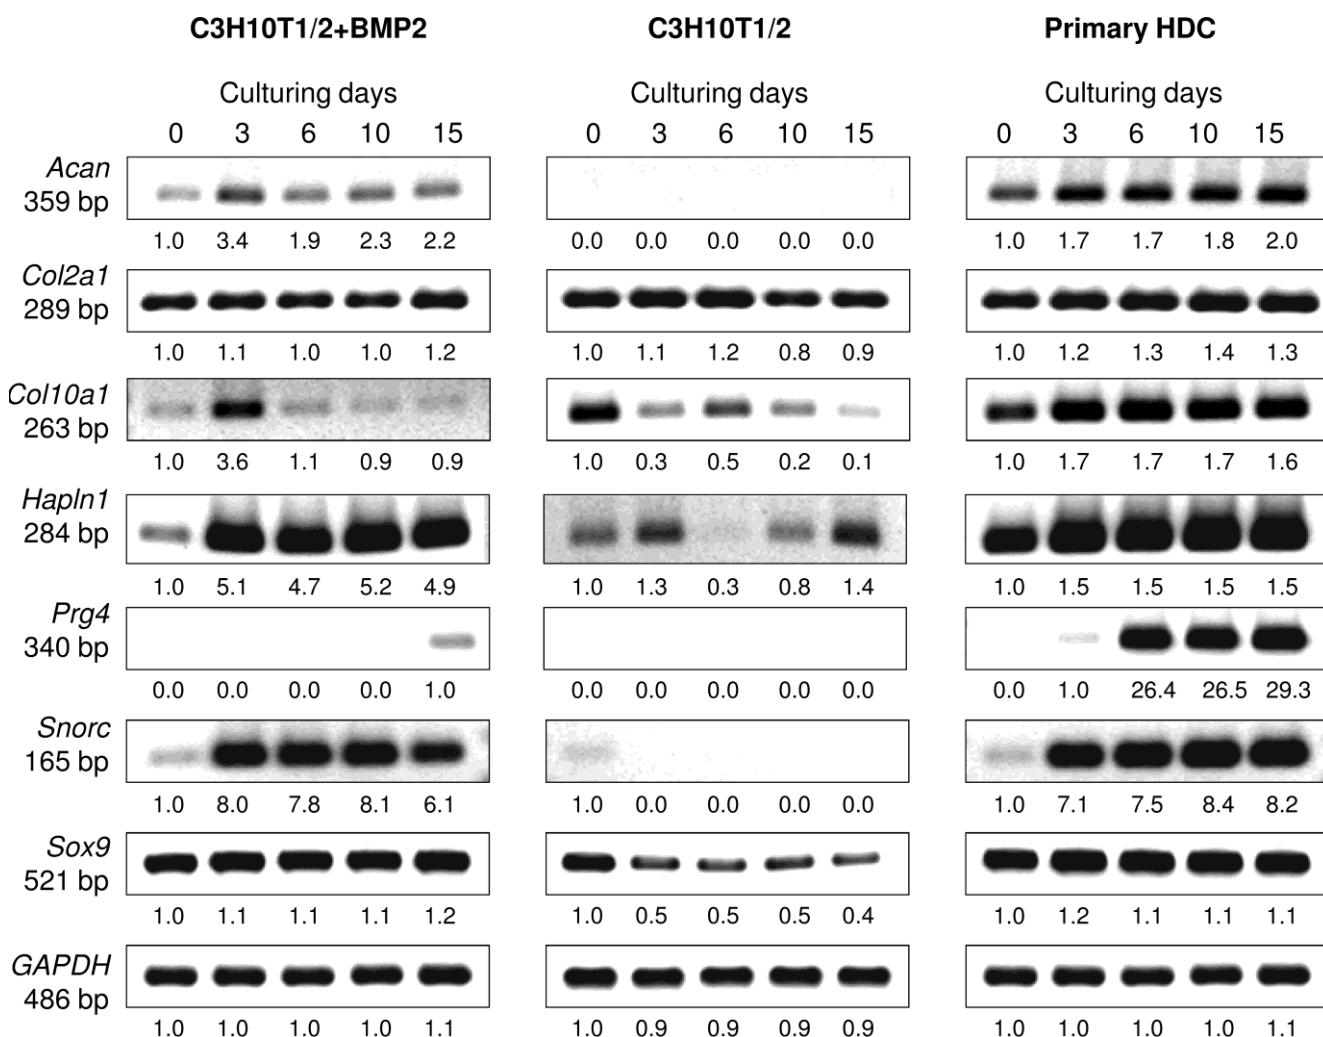 C3H10T1/2+BMP2 C3H10T1/2 Primary HDC
Culturing days Culturing days Culturing days
0 3 6 10 15 0 3 6 10 15 0 3 6 10 15
Acan
359 bp
1.0 3.4 1.9 2.3 2.2 0.0 0.0 0.0 0.0 0.0 1.0 1.7 1.7 1.8 2.0
Col2a1
289 bp
1.0 1.1 1.0 1.0 1.2 1.0 1.1 1.2 0.8 0.9 1.0 1.2 1.3 1.4 1.3
Col10a1
263 bp
1.0 3.6 1.1 0.9 0.9 1.0 0.3 0.5 0.2 0.1 1.0 1.7 1.7 1.7 1.6
Hapln1
284 bp
1.0 5.1 4.7 5.2 4.9 1.0 1.3 0.3 0.8 1.4 1.0 1.5 1.5 1.5 1.5
Prg4
340 bp
0.0 0.0 0.0 0.0 1.0 0.0 0.0 0.0 0.0 0.0 0.0 1.0 26.4 26.5 29.3
Snorc
165 bp
1.0 8.0 7.8 8.1 6.1 1.0 0.0 0.0 0.0 0.0 1.0 7.1 7.5 8.4 8.2
Sox9
521 bp
1.0 1.1 1.1 1.1 1.2 1.0 0.5 0.5 0.5 0.4 1.0 1.2 1.1 1.1 1.1
GAPDH
486 bp
1.0 1.0 1.0 1.0 1.1 1.0 0.9 0.9 0.9 0.9 1.0 1.0 1.0 1.0 1.1